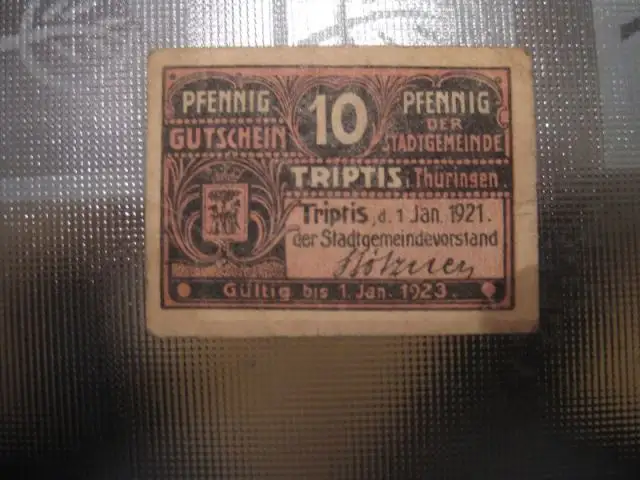 PFENNIG 10 PFENNIG
GUTSCHEIN DER
STADTGEMEINDE
TRIPTIS i. Thüringen.
Triptis, d. 1 Jan. 1921.
der Stadtgemeindevorstand
Gültig bis 1. Jan. 1923.